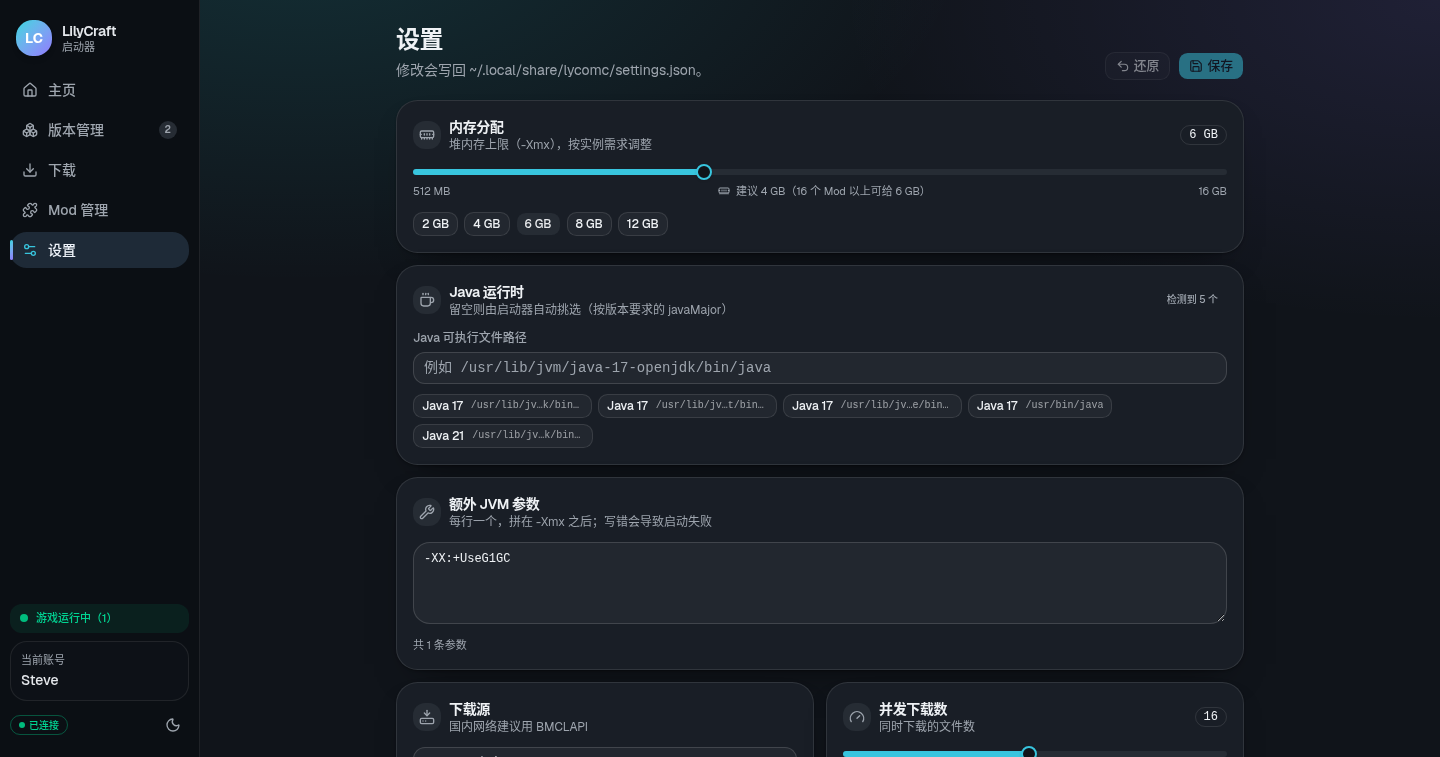 LC
LilyCraft
启动器
主页
版本管理
2
下载
Mod 管理
设置
游戏运行中（1）
当前账号
Steve
已连接
设置
修改会写回 ~/.local/share/lycomc/settings.json。
还原
保存
内存分配
堆内存上限（-Xmx），按实例需求调整
6 GB
512 MB
建议 4 GB（16 个 Mod 以上可给 6 GB）
16 GB
2 GB
4 GB
6 GB
8 GB
12 GB
Java 运行时
留空则由启动器自动挑选（按版本要求的 javaMajor）
检测到 5 个
Java 可执行文件路径
例如 /usr/lib/jvm/java-17-openjdk/bin/java
Java 17 /usr/lib/jv…k/bin…
Java 17 /usr/lib/jv…t/bin…
Java 17 /usr/lib/jv…e/bin…
Java 17 /usr/bin/java
Java 21 /usr/lib/jv…k/bin…
额外 JVM 参数
每行一个，拼在 -Xmx 之后；写错会导致启动失败
-XX:+UseG1GC
共 1 条参数
下载源
国内网络建议用 BMCLAPI
并发下载数
同时下载的文件数
16